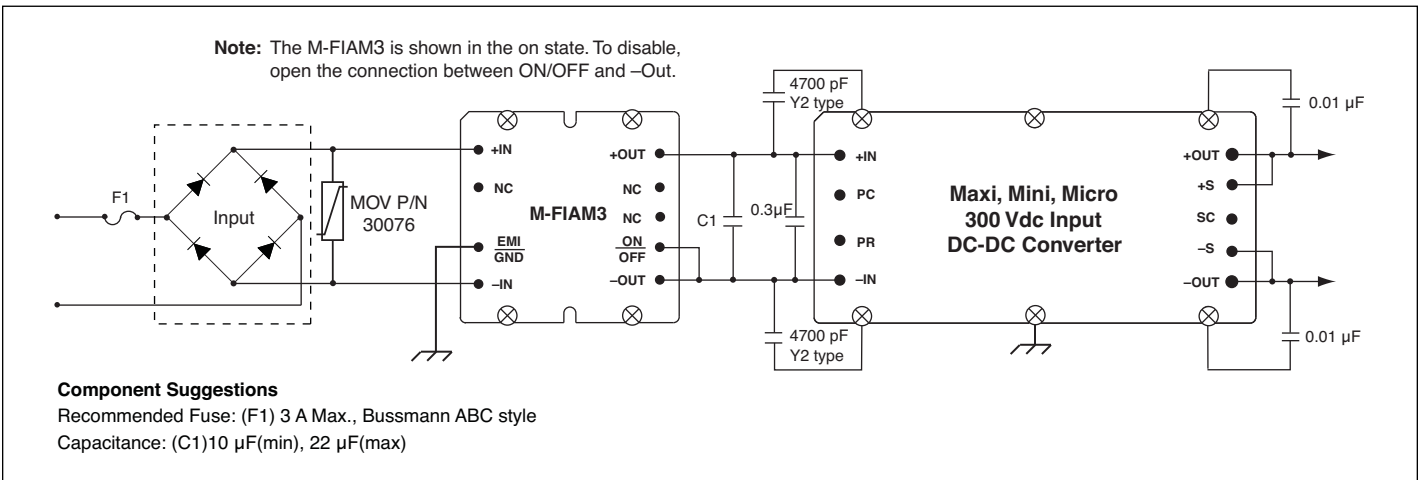 Note: The M-FIAM3 is shown in the on state. To disable,
open the connection between ON/OFF and –Out.
F1
Input
MOV P/N
30076
+IN
NC
EMI
GND
–IN
M-FIAM3
+OUT
NC
NC
ON
OFF
–OUT
C1
0.3µF
4700 pF
Y2 type
4700 pF
Y2 type
+IN
PC
PR
–IN
Maxi, Mini, Micro
300 Vdc Input
DC-DC Converter
+OUT
+S
SC
–S
–OUT
0.01 µF
0.01 µF
Component Suggestions
Recommended Fuse: (F1) 3 A Max., Bussmann ABC style
Capacitance: (C1)10 µF(min), 22 µF(max)